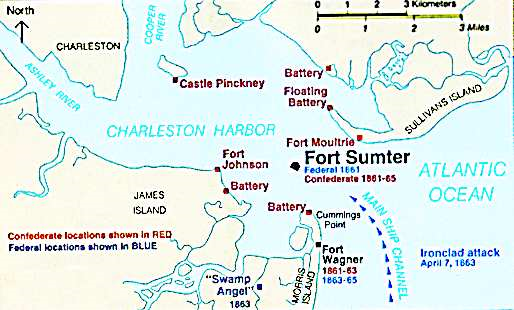 North
0 1 2 3 Kilometers
0 1 2 3 Miles
CHARLESTON
COOPER
RIVER
ASHLEY RIVER
Castle Pinckney
Battery
Floating
Battery
SULLIVANS ISLAND
CHARLESTON HARBOR
Fort Moultrie
Fort Sumter
Federal 1861
Confederate 1861-65
ATLANTIC
OCEAN
Fort
Johnson
Battery
JAMES
ISLAND
Battery
Cummings
Point
MAIN SHIP CHANNEL
Confederate locations shown in RED
Federal locations shown in BLUE
Fort
Wagner
1861-63
1863-65
Ironclad attack
April 7, 1863
"Swamp
Angel"
1863
MORRIS
ISLAND